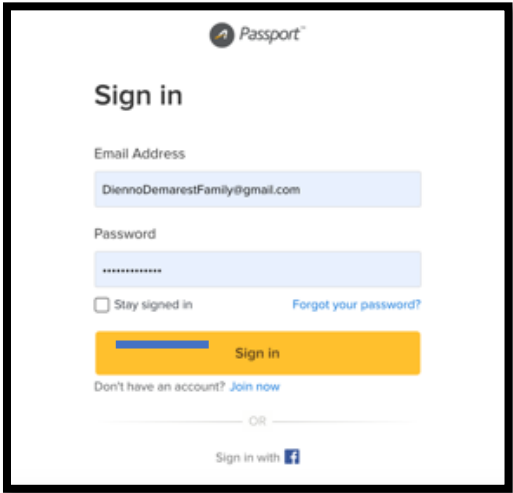 Passport™
Sign in
Email Address
DiennoDemarestFamily@gmail.com
Password
•••••••••••••
Stay signed in Forgot your password?
Sign in
Don't have an account? Join now
OR
Sign in with